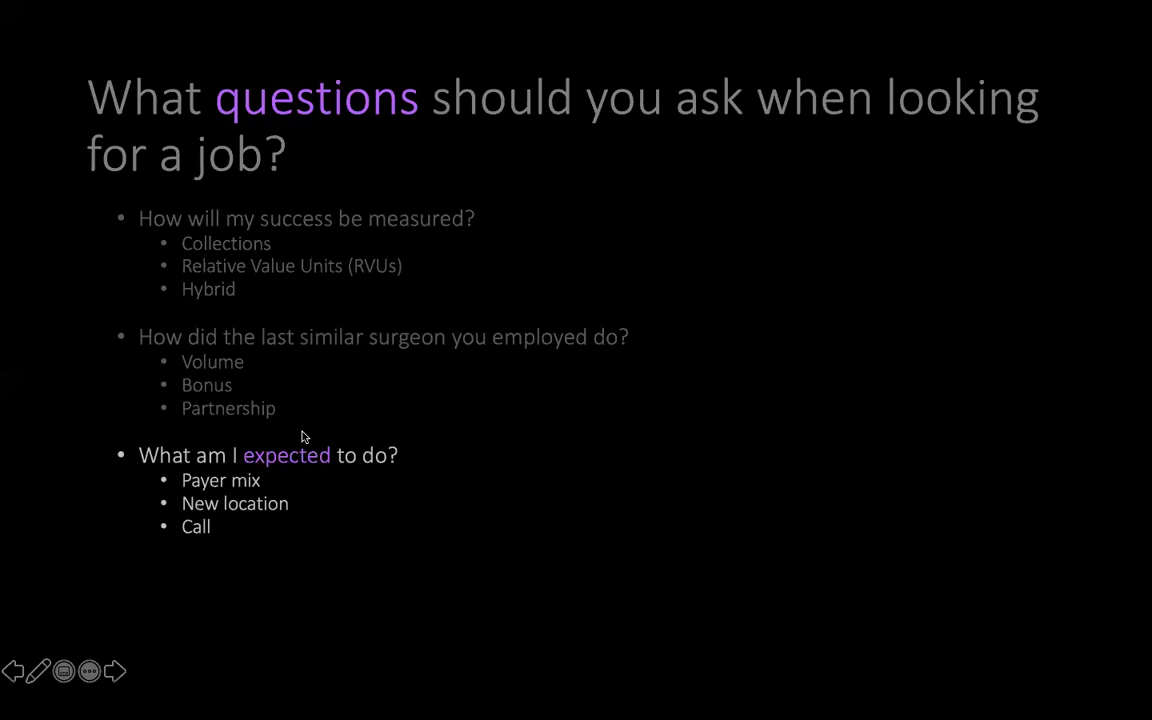 What questions should you ask when looking
for a job?
• How will my success be measured?
• Collections
• Relative Value Units (RVUs)
• Hybrid
• How did the last similar surgeon you employed do?
• Volume
• Bonus
• Partnership
• What am I expected to do?
• Payer mix
• New location
• Call